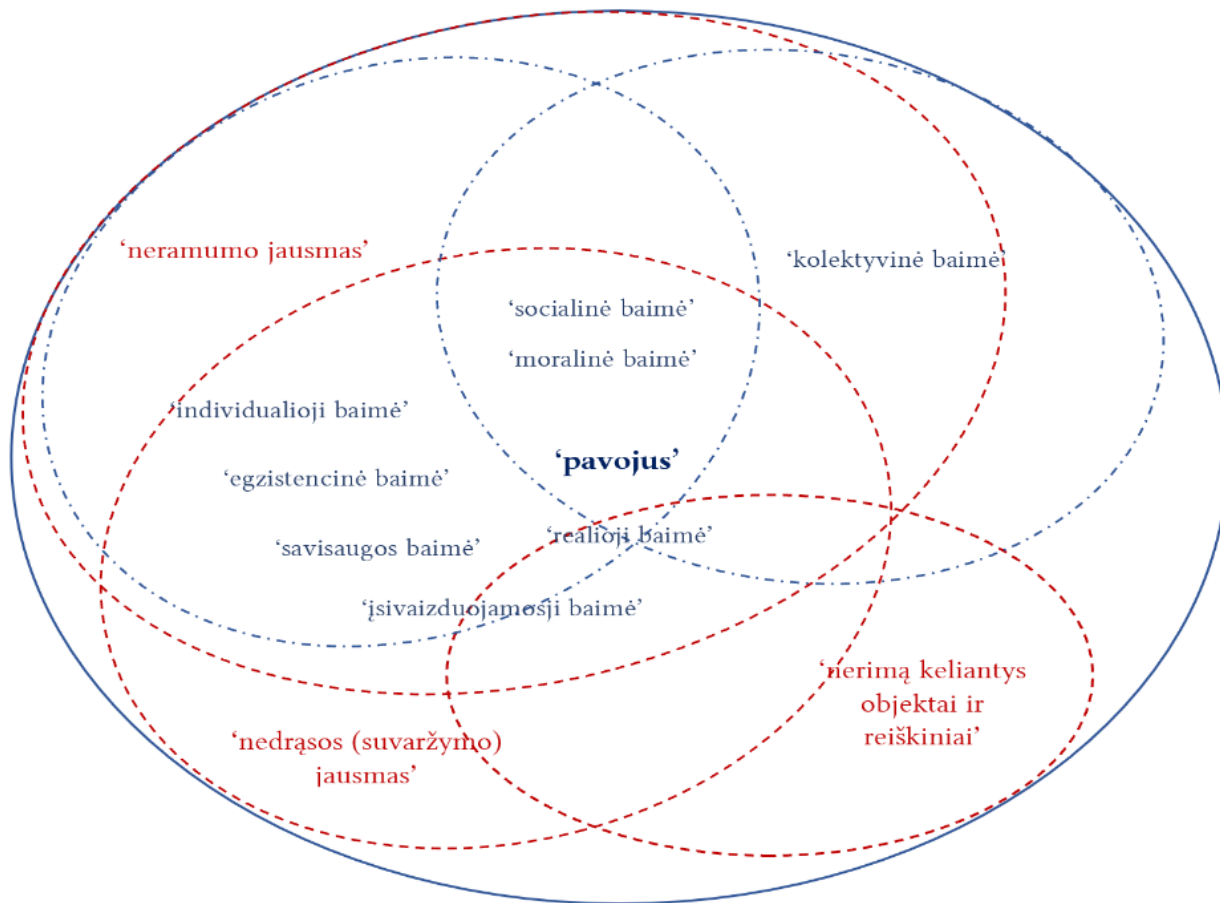 ‘neramumo jausmas’
‘kolektyvinė baimė’
‘socialinė baimė’
‘moralinė baimė’
‘individualioji baimė’
‘pavojus’
‘egzistencinė baimė’
‘realioji baimė’
‘savisaugos baimė’
‘įsivaizduojamosji baimė’
‘nerimą keliantys
objektai ir
reiškiniai’
‘nedrąsos (suvaržymo)
jausmas’